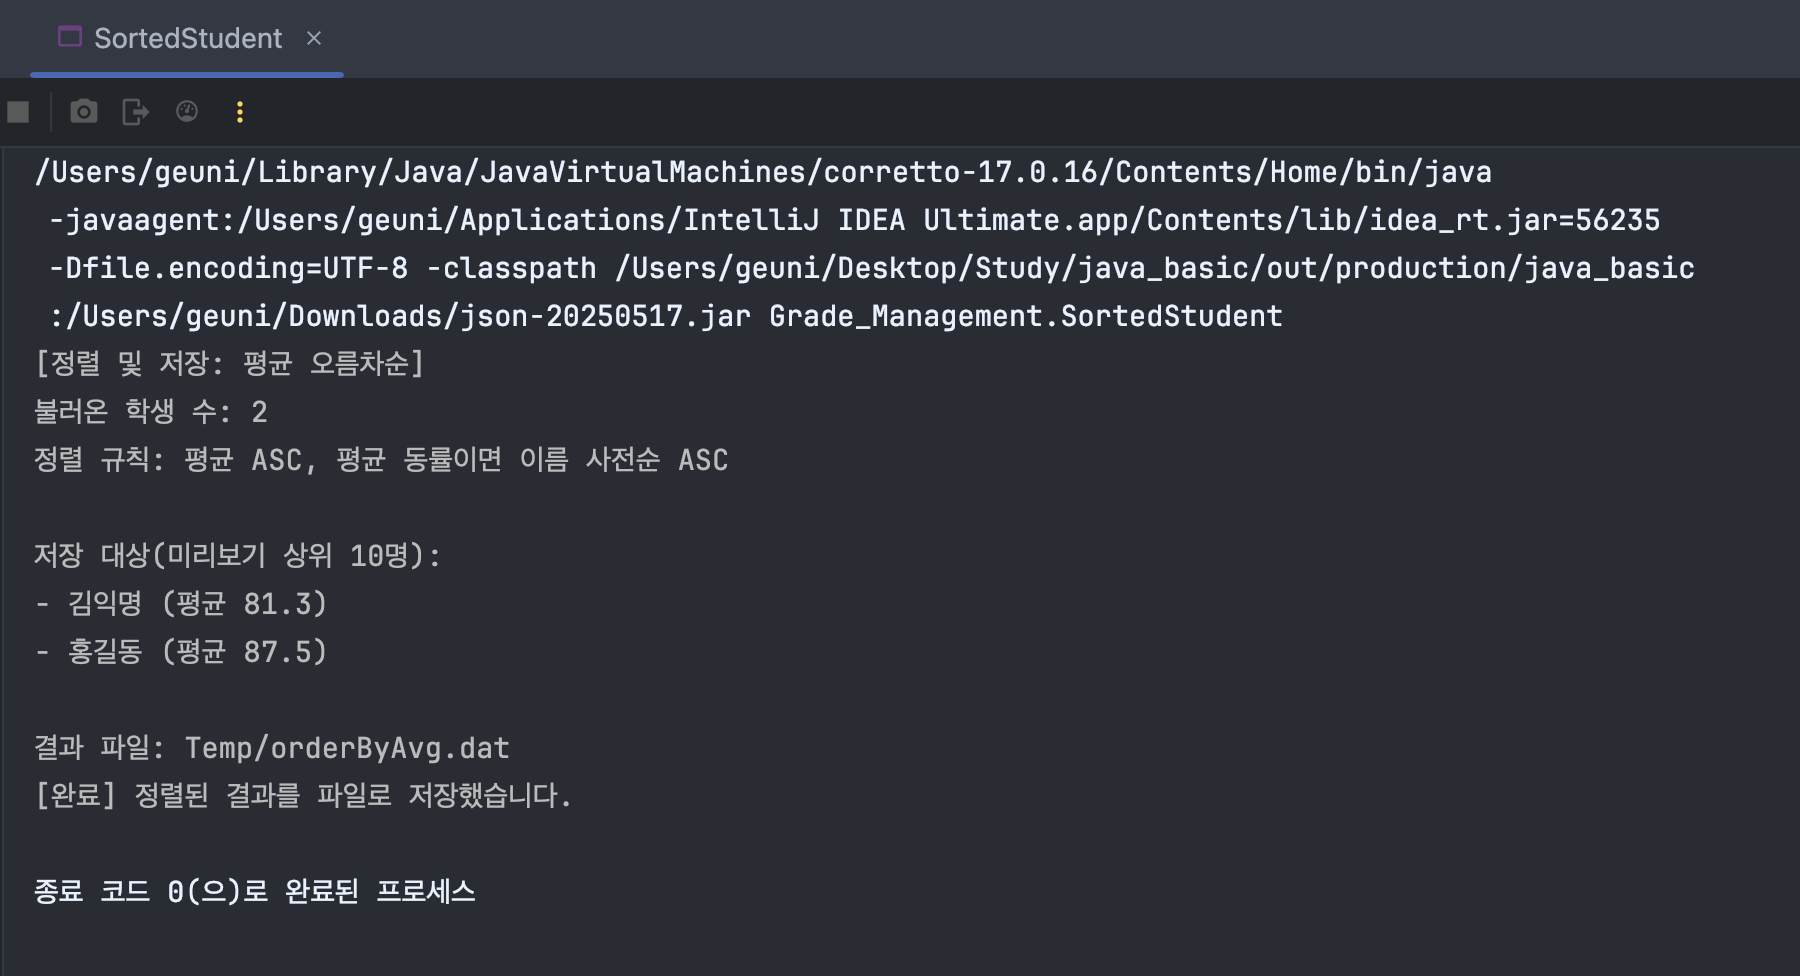 SortedStudent
/Users/geuni/Library/Java/JavaVirtualMachines/corretto-17.0.16/Contents/Home/bin/java
-javaagent:/Users/geuni/Applications/IntelliJ IDEA Ultimate.app/Contents/lib/idea_rt.jar=56235
-Dfile.encoding=UTF-8 -classpath /Users/geuni/Desktop/Study/java_basic/out/production/java_basic
:/Users/geuni/Downloads/json-20250517.jar Grade_Management.SortedStudent
[정렬 및 저장: 평균 오름차순]
불러온 학생 수: 2
정렬 규칙: 평균 ASC, 평균 동률이면 이름 사전순 ASC
저장 대상(미리보기 상위 10명):
- 김익명 (평균 81.3)
- 홍길동 (평균 87.5)
결과 파일: Temp/orderByAvg.dat
[완료] 정렬된 결과를 파일로 저장했습니다.
종료 코드 0(으)로 완료된 프로세스